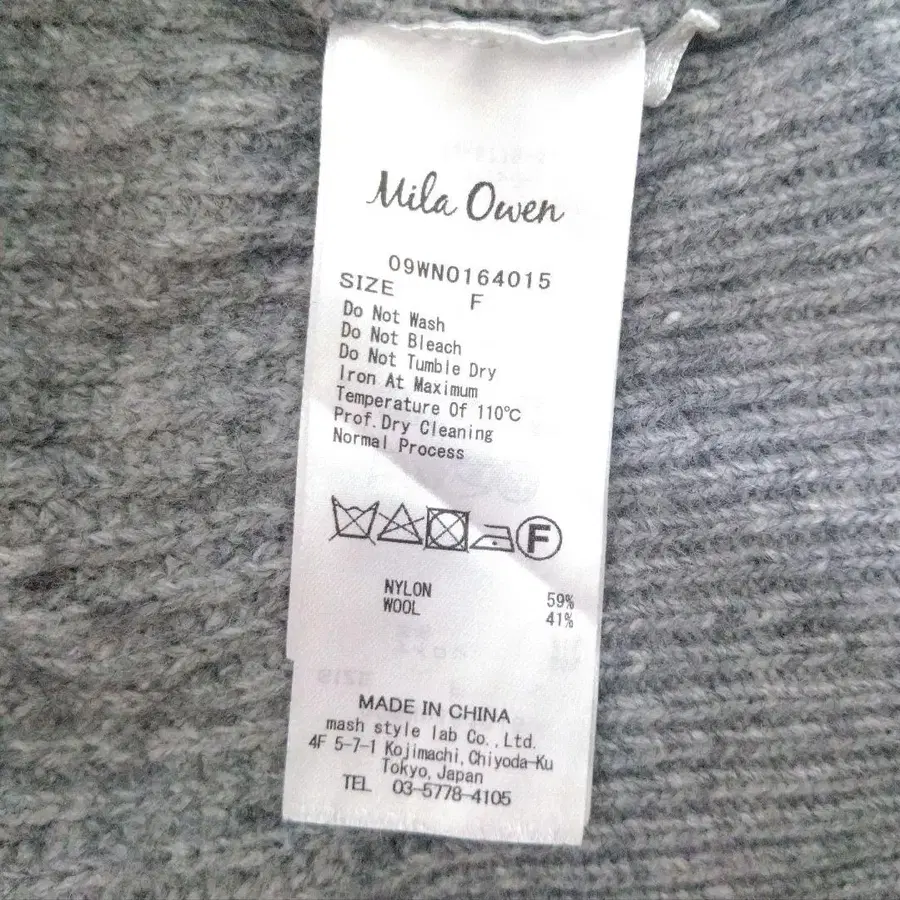 Mila Owen
09WN0164015
SIZE F
Do Not Wash
Do Not Bleach
Do Not Tumble Dry
Iron At Maximum
Temperature Of 110℃
Prof.Dry Cleaning
Normal Process
F
NYLON 59%
WOOL 41%
MADE IN CHINA
mash style lab Co.,Ltd.
4F 5-7-1 Kojimachi,Chiyoda-Ku
Tokyo,Japan
TEL 03-5778-4105